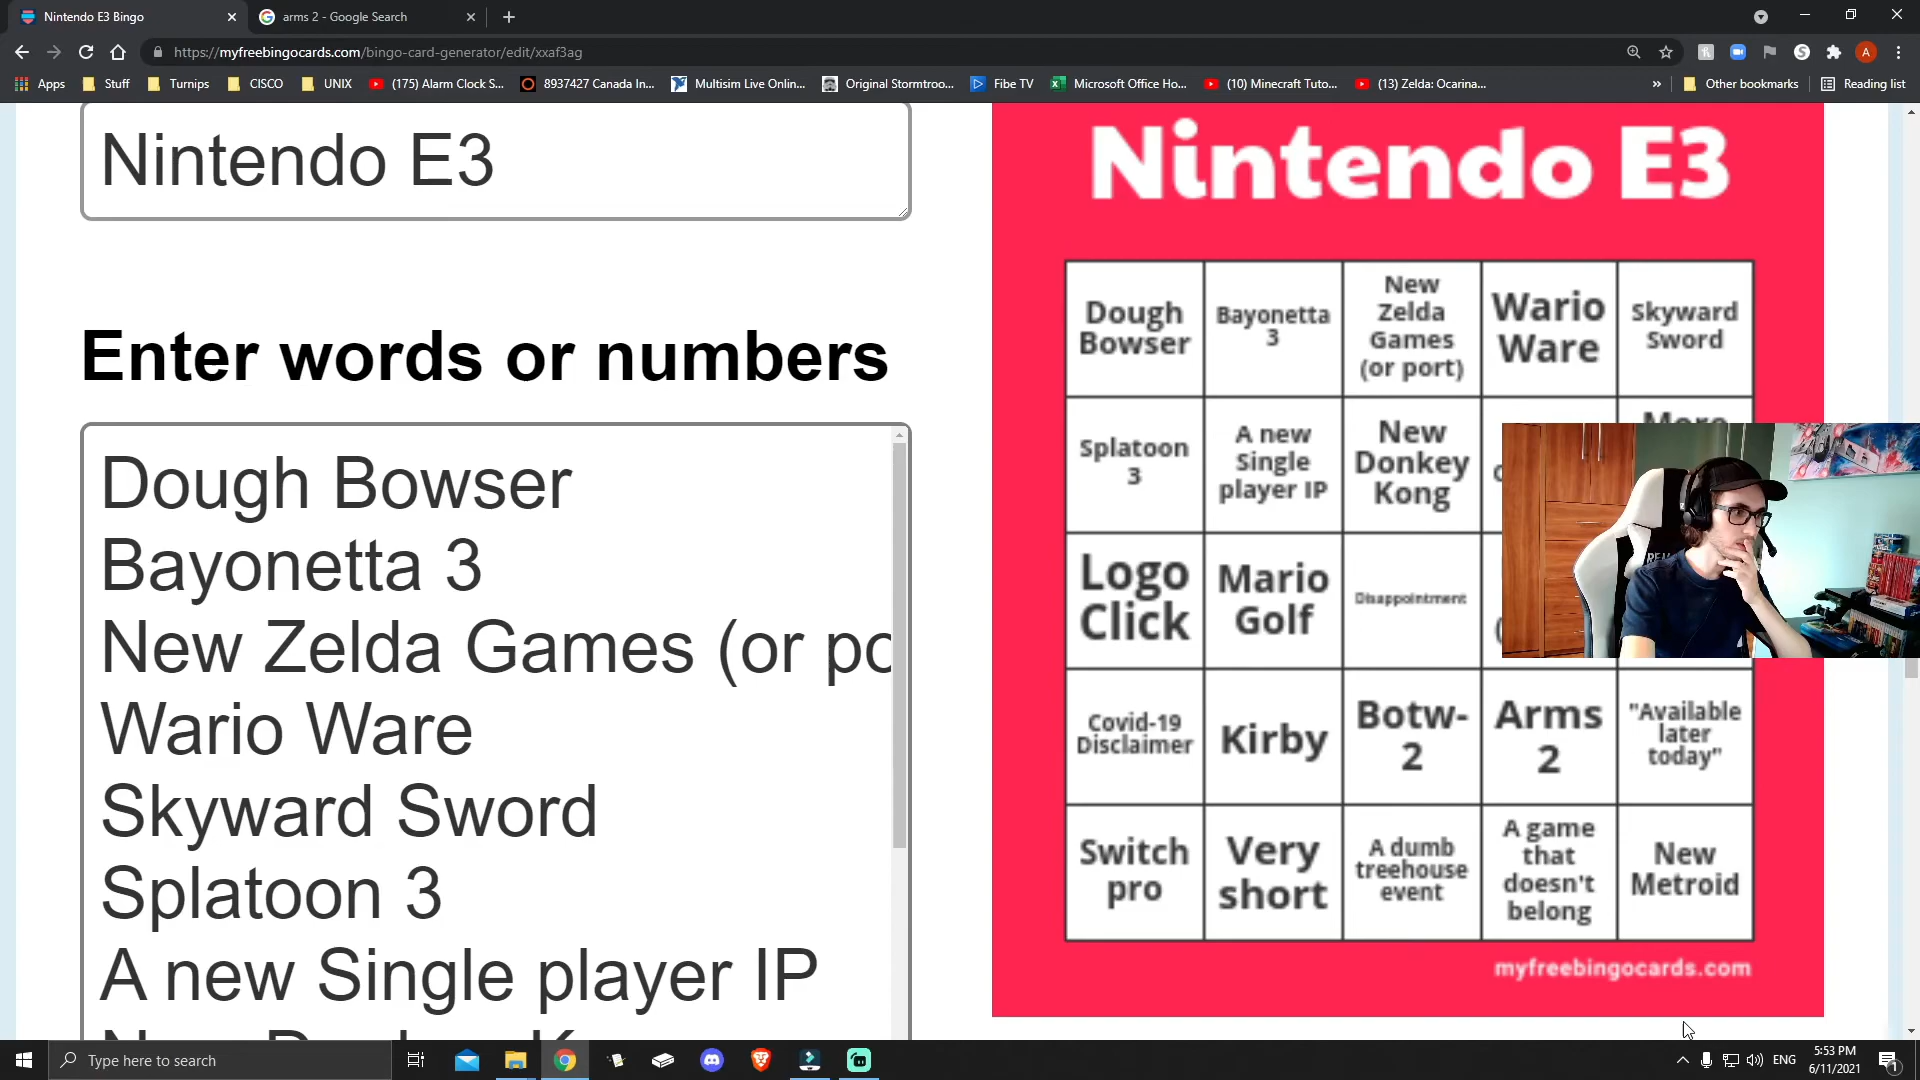 Nintendo E3 Bingo
arms 2 - Google Search
https://myfreebingocards.com/bingo-card-generator/edit/xxaf3ag
A
Apps
Stuff
Turnips
CISCO
UNIX
(175) Alarm Clock S...
8937427 Canada In...
Multisim Live Onlin...
Original Stormtroo...
Fibe TV
Microsoft Office Ho...
(10) Minecraft Tuto...
(13) Zelda: Ocarina...
»
Other bookmarks
Reading list
Nintendo E3
Enter words or numbers
Dough Bowser
Bayonetta 3
New Zelda Games (or po
Wario Ware
Skyward Sword
Splatoon 3
A new Single player IP
Nintendo E3
Dough
Bowser
Bayonetta
3
New
Zelda
Games
(or port)
Wario
Ware
Skyward
Sword
Splatoon
3
A new
Single
player IP
New
Donkey
Kong
More
Logo
Click
Mario
Golf
Disappointment
Covid-19
Disclaimer
Kirby
Botw-
2
Arms
2
"Available
later
today"
Switch
pro
Very
short
A dumb
treehouse
event
A game
that
doesn't
belong
New
Metroid
myfreebingocards.com
Type here to search
ENG
5:53 PM
6/11/2021
1